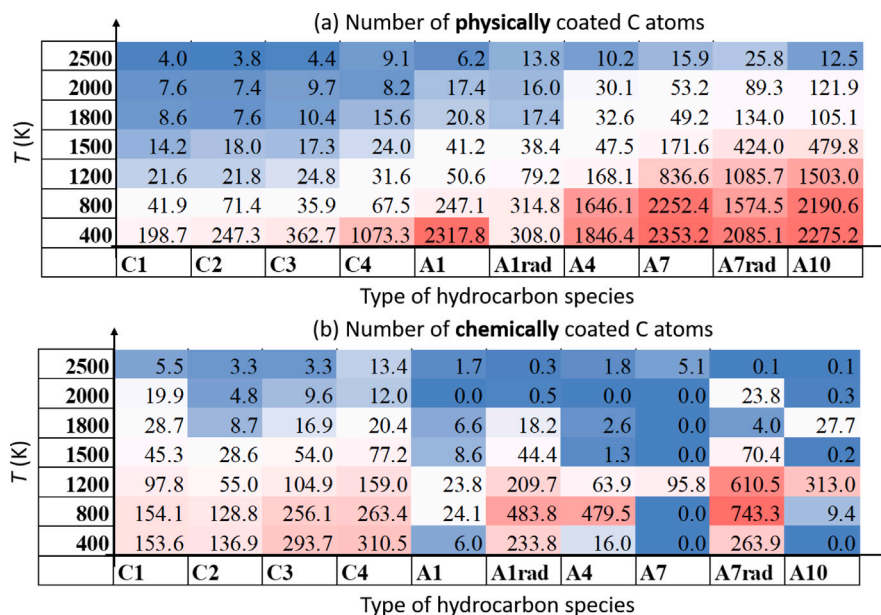 (a) Number of physically coated C atoms
2500 4.0 3.8 4.4 9.1 6.2 13.8 10.2 15.9 25.8 12.5
2000 7.6 7.4 9.7 8.2 17.4 16.0 30.1 53.2 89.3 121.9
1800 8.6 7.6 10.4 15.6 20.8 17.4 32.6 49.2 134.0 105.1
1500 14.2 18.0 17.3 24.0 41.2 38.4 47.5 171.6 424.0 479.8
1200 21.6 21.8 24.8 31.6 50.6 79.2 168.1 836.6 1085.7 1503.0
800 41.9 71.4 35.9 67.5 247.1 314.8 1646.1 2252.4 1574.5 2190.6
400 198.7 247.3 362.7 1073.3 2317.8 308.0 1846.4 2353.2 2085.1 2275.2
T (K)
C1 C2 C3 C4 A1 A1rad A4 A7 A7rad A10
Type of hydrocarbon species
(b) Number of chemically coated C atoms
2500 5.5 3.3 3.3 13.4 1.7 0.3 1.8 5.1 0.1 0.1
2000 19.9 4.8 9.6 12.0 0.0 0.5 0.0 0.0 23.8 0.3
1800 28.7 8.7 16.9 20.4 6.6 18.2 2.6 0.0 4.0 27.7
1500 45.3 28.6 54.0 77.2 8.6 44.4 1.3 0.0 70.4 0.2
1200 97.8 55.0 104.9 159.0 23.8 209.7 63.9 95.8 610.5 313.0
800 154.1 128.8 256.1 263.4 24.1 483.8 479.5 0.0 743.3 9.4
400 153.6 136.9 293.7 310.5 6.0 233.8 16.0 0.0 263.9 0.0
T (K)
C1 C2 C3 C4 A1 A1rad A4 A7 A7rad A10
Type of hydrocarbon species